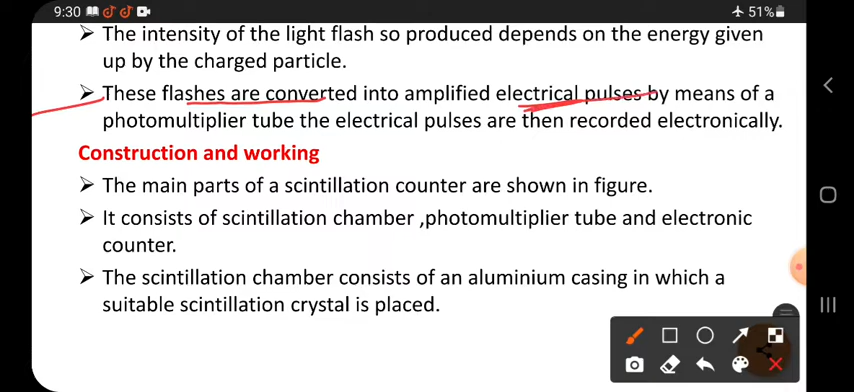 9:30
51%
➢ The intensity of the light flash so produced depends on the energy given
up by the charged particle.
➢ These flashes are converted into amplified electrical pulses by means of a
photomultiplier tube the electrical pulses are then recorded electronically.
Construction and working
➢ The main parts of a scintillation counter are shown in figure.
➢ It consists of scintillation chamber ,photomultiplier tube and electronic
counter.
➢ The scintillation chamber consists of an aluminium casing in which a
suitable scintillation crystal is placed.